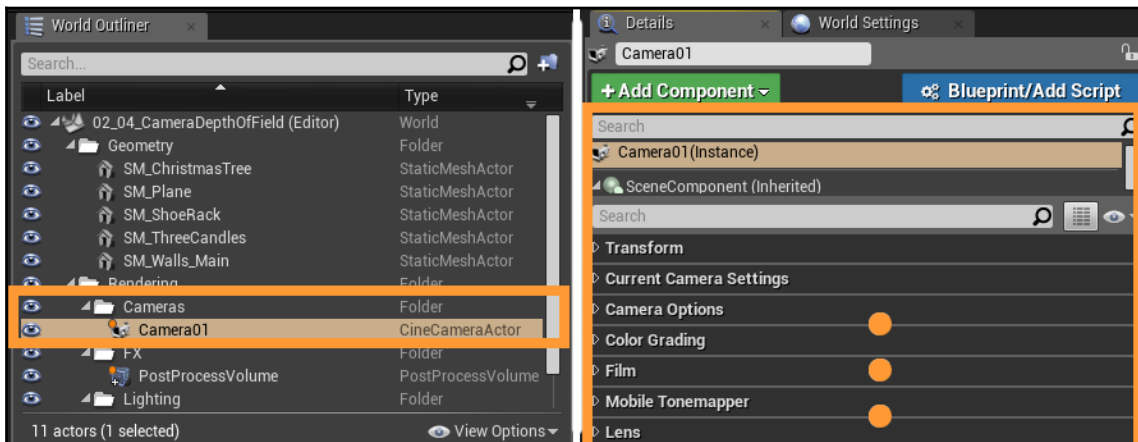 World Outliner
Search...
Label Type
02_04_CameraDepthOfField (Editor) World
Geometry Folder
SM_ChristmasTree StaticMeshActor
SM_Plane StaticMeshActor
SM_ShoeRack StaticMeshActor
SM_ThreeCandles StaticMeshActor
SM_Walls_Main StaticMeshActor
Rendering Folder
Cameras Folder
Camera01 CineCameraActor
FX Folder
PostProcessVolume PostProcessVolume
Lighting Folder
11 actors (1 selected) View Options
Details World Settings
Camera01
+Add Component Blueprint/Add Script
Search
Camera01(Instance)
SceneComponent (Inherited)
Search
Transform
Current Camera Settings
Camera Options
Color Grading
Film
Mobile Tonemapper
Lens